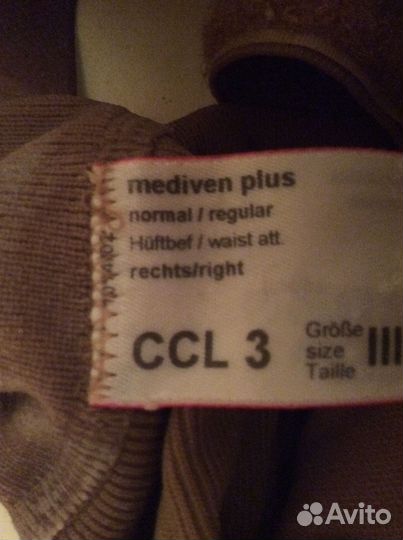 mediven plus
normal / regular
Hüftbef / waist att.
rechts/right
CCL 3
Größe
size
Taille
III
Avito